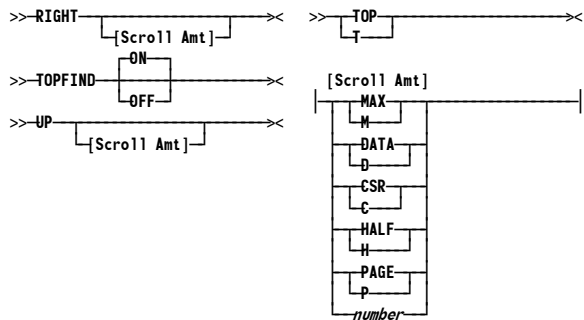 >>─RIGHT─[Scroll Amt]─><
>>─TOPFIND─ON─><
OFF
>>─UP─[Scroll Amt]─><
>>─TOP─><
T
[Scroll Amt]
MAX
M
DATA
D
CSR
C
HALF
H
PAGE
P
number